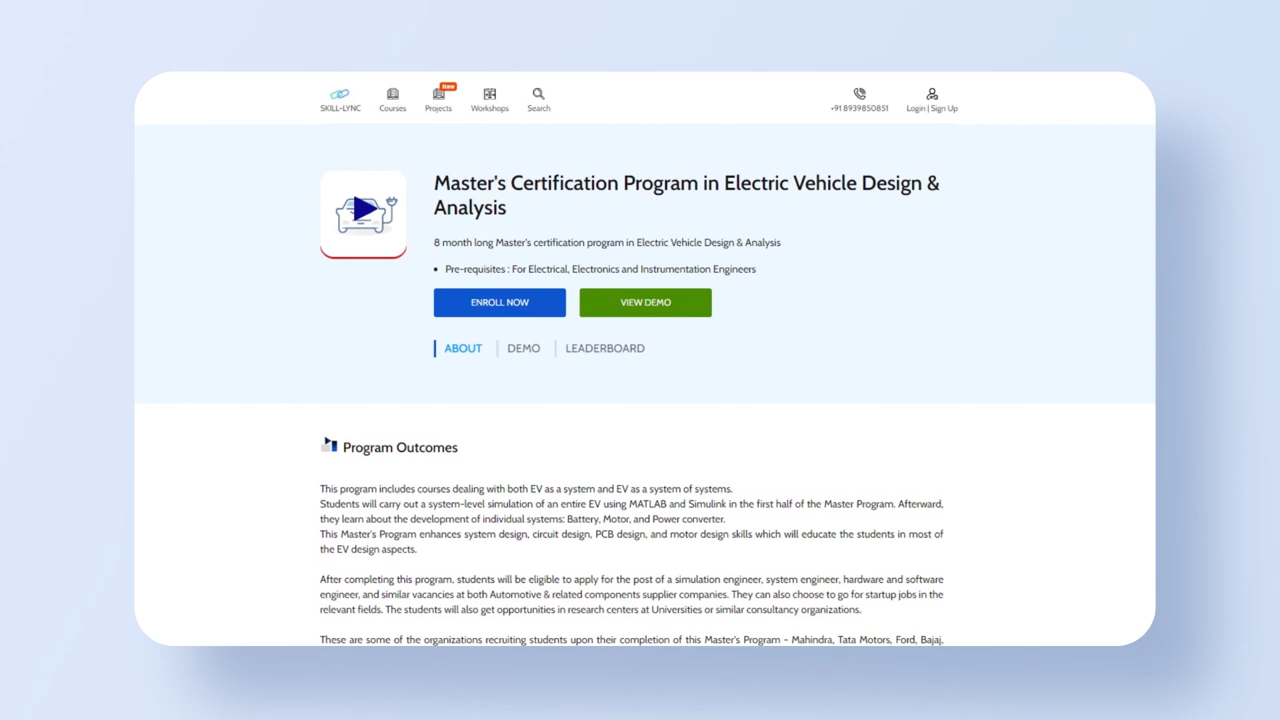 New
SKILL-LYNC Courses Projects Workshops Search +91 8939850851 Login | Sign Up
Master's Certification Program in Electric Vehicle Design &
Analysis
8 month long Master's certification program in Electric Vehicle Design & Analysis
• Pre-requisites : For Electrical, Electronics and Instrumentation Engineers
ENROLL NOW VIEW DEMO
ABOUT DEMO LEADERBOARD
Program Outcomes
This program includes courses dealing with both EV as a system and EV as a system of systems.
Students will carry out a system-level simulation of an entire EV using MATLAB and Simulink in the first half of the Master Program. Afterward,
they learn about the development of individual systems: Battery, Motor, and Power converter.
This Master's Program enhances system design, circuit design, PCB design, and motor design skills which will educate the students in most of
the EV design aspects.
After completing this program, students will be eligible to apply for the post of a simulation engineer, system engineer, hardware and software
engineer, and similar vacancies at both Automotive & related components supplier companies. They can also choose to go for startup jobs in the
relevant fields. The students will also get opportunities in research centers at Universities or similar consultancy organizations.
These are some of the organizations recruiting students upon their completion of this Master's Program - Mahindra, Tata Motors, Ford, Bajaj,